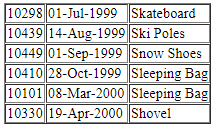 10298 01-Jul-1999 Skateboard
10439 14-Aug-1999 Ski Poles
10449 01-Sep-1999 Snow Shoes
10410 28-Oct-1999 Sleeping Bag
10101 08-Mar-2000 Sleeping Bag
10330 19-Apr-2000 Shovel